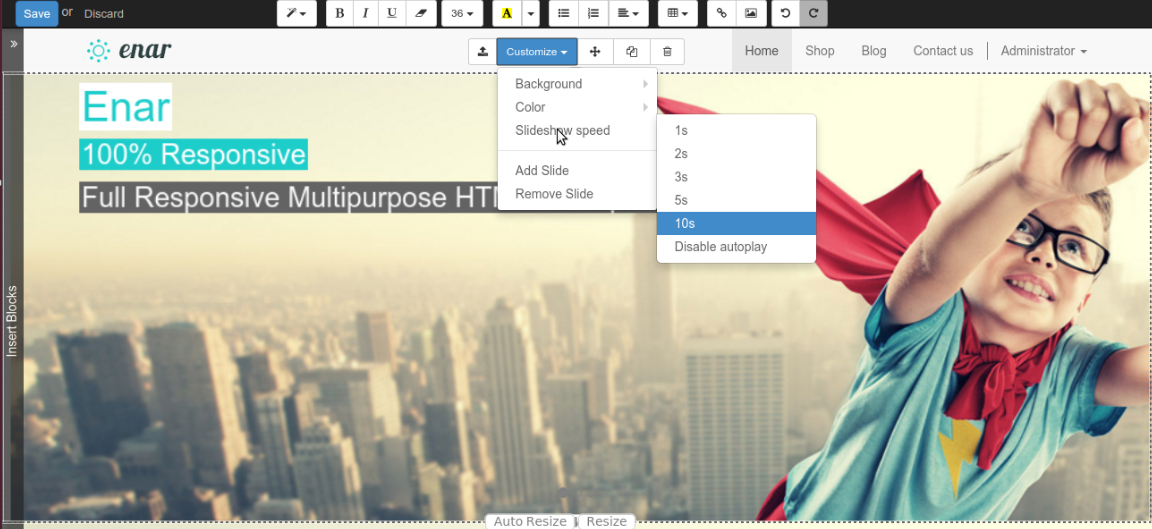 Save or Discard
B I U 36 A
enar
Customize
Home Shop Blog Contact us Administrator
Background
Color
Slideshow speed
Add Slide
Remove Slide
1s
2s
3s
5s
10s
Disable autoplay
Enar
100% Responsive
Full Responsive Multipurpose
Insert Blocks
Auto Resize Resize